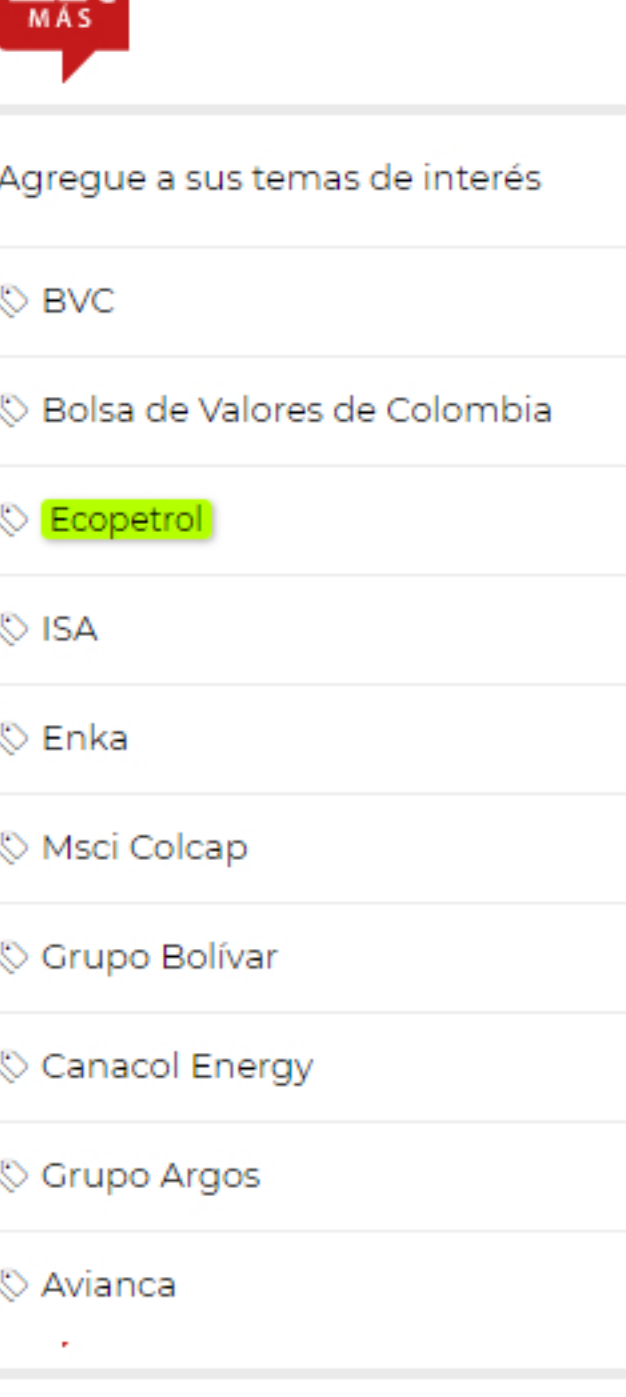 MÁS
Agregue a sus temas de interés
BVC
Bolsa de Valores de Colombia
Ecopetrol
ISA
Enka
Msci Colcap
Grupo Bolívar
Canacol Energy
Grupo Argos
Avianca